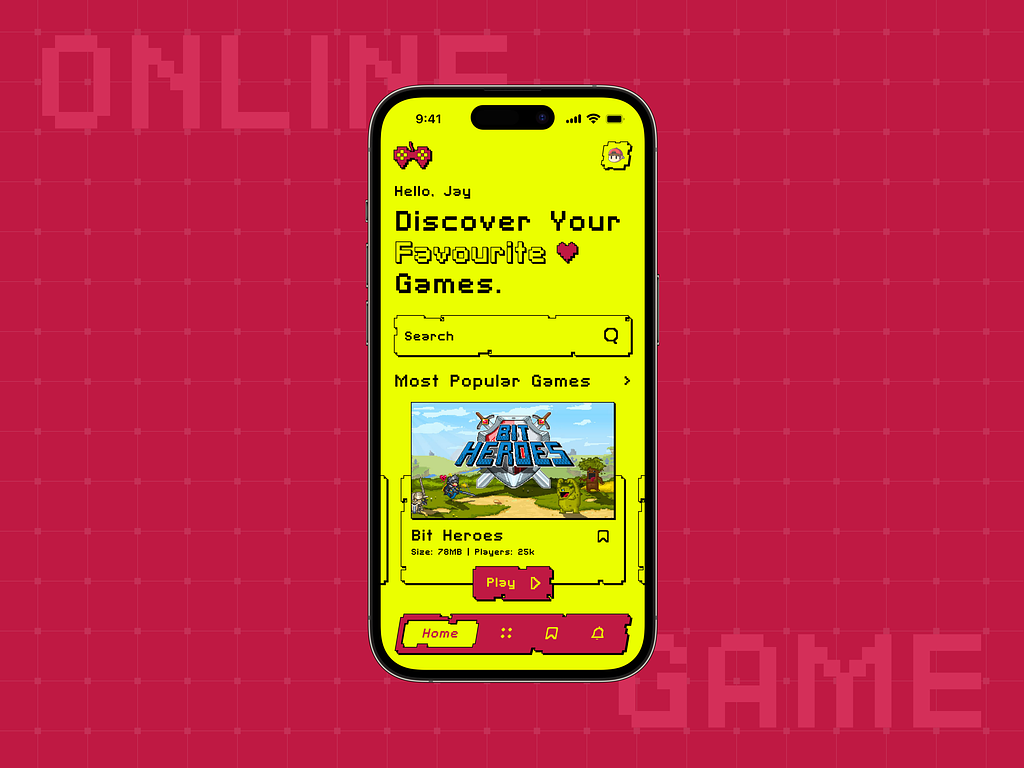 ONLINE
9:41
Hello, Jay
Discover Your
Favourite
Games.
Search
Most Popular Games
BIT
HEROES
Bit Heroes
Size: 78MB | Players: 25k
Play
Home
GAME